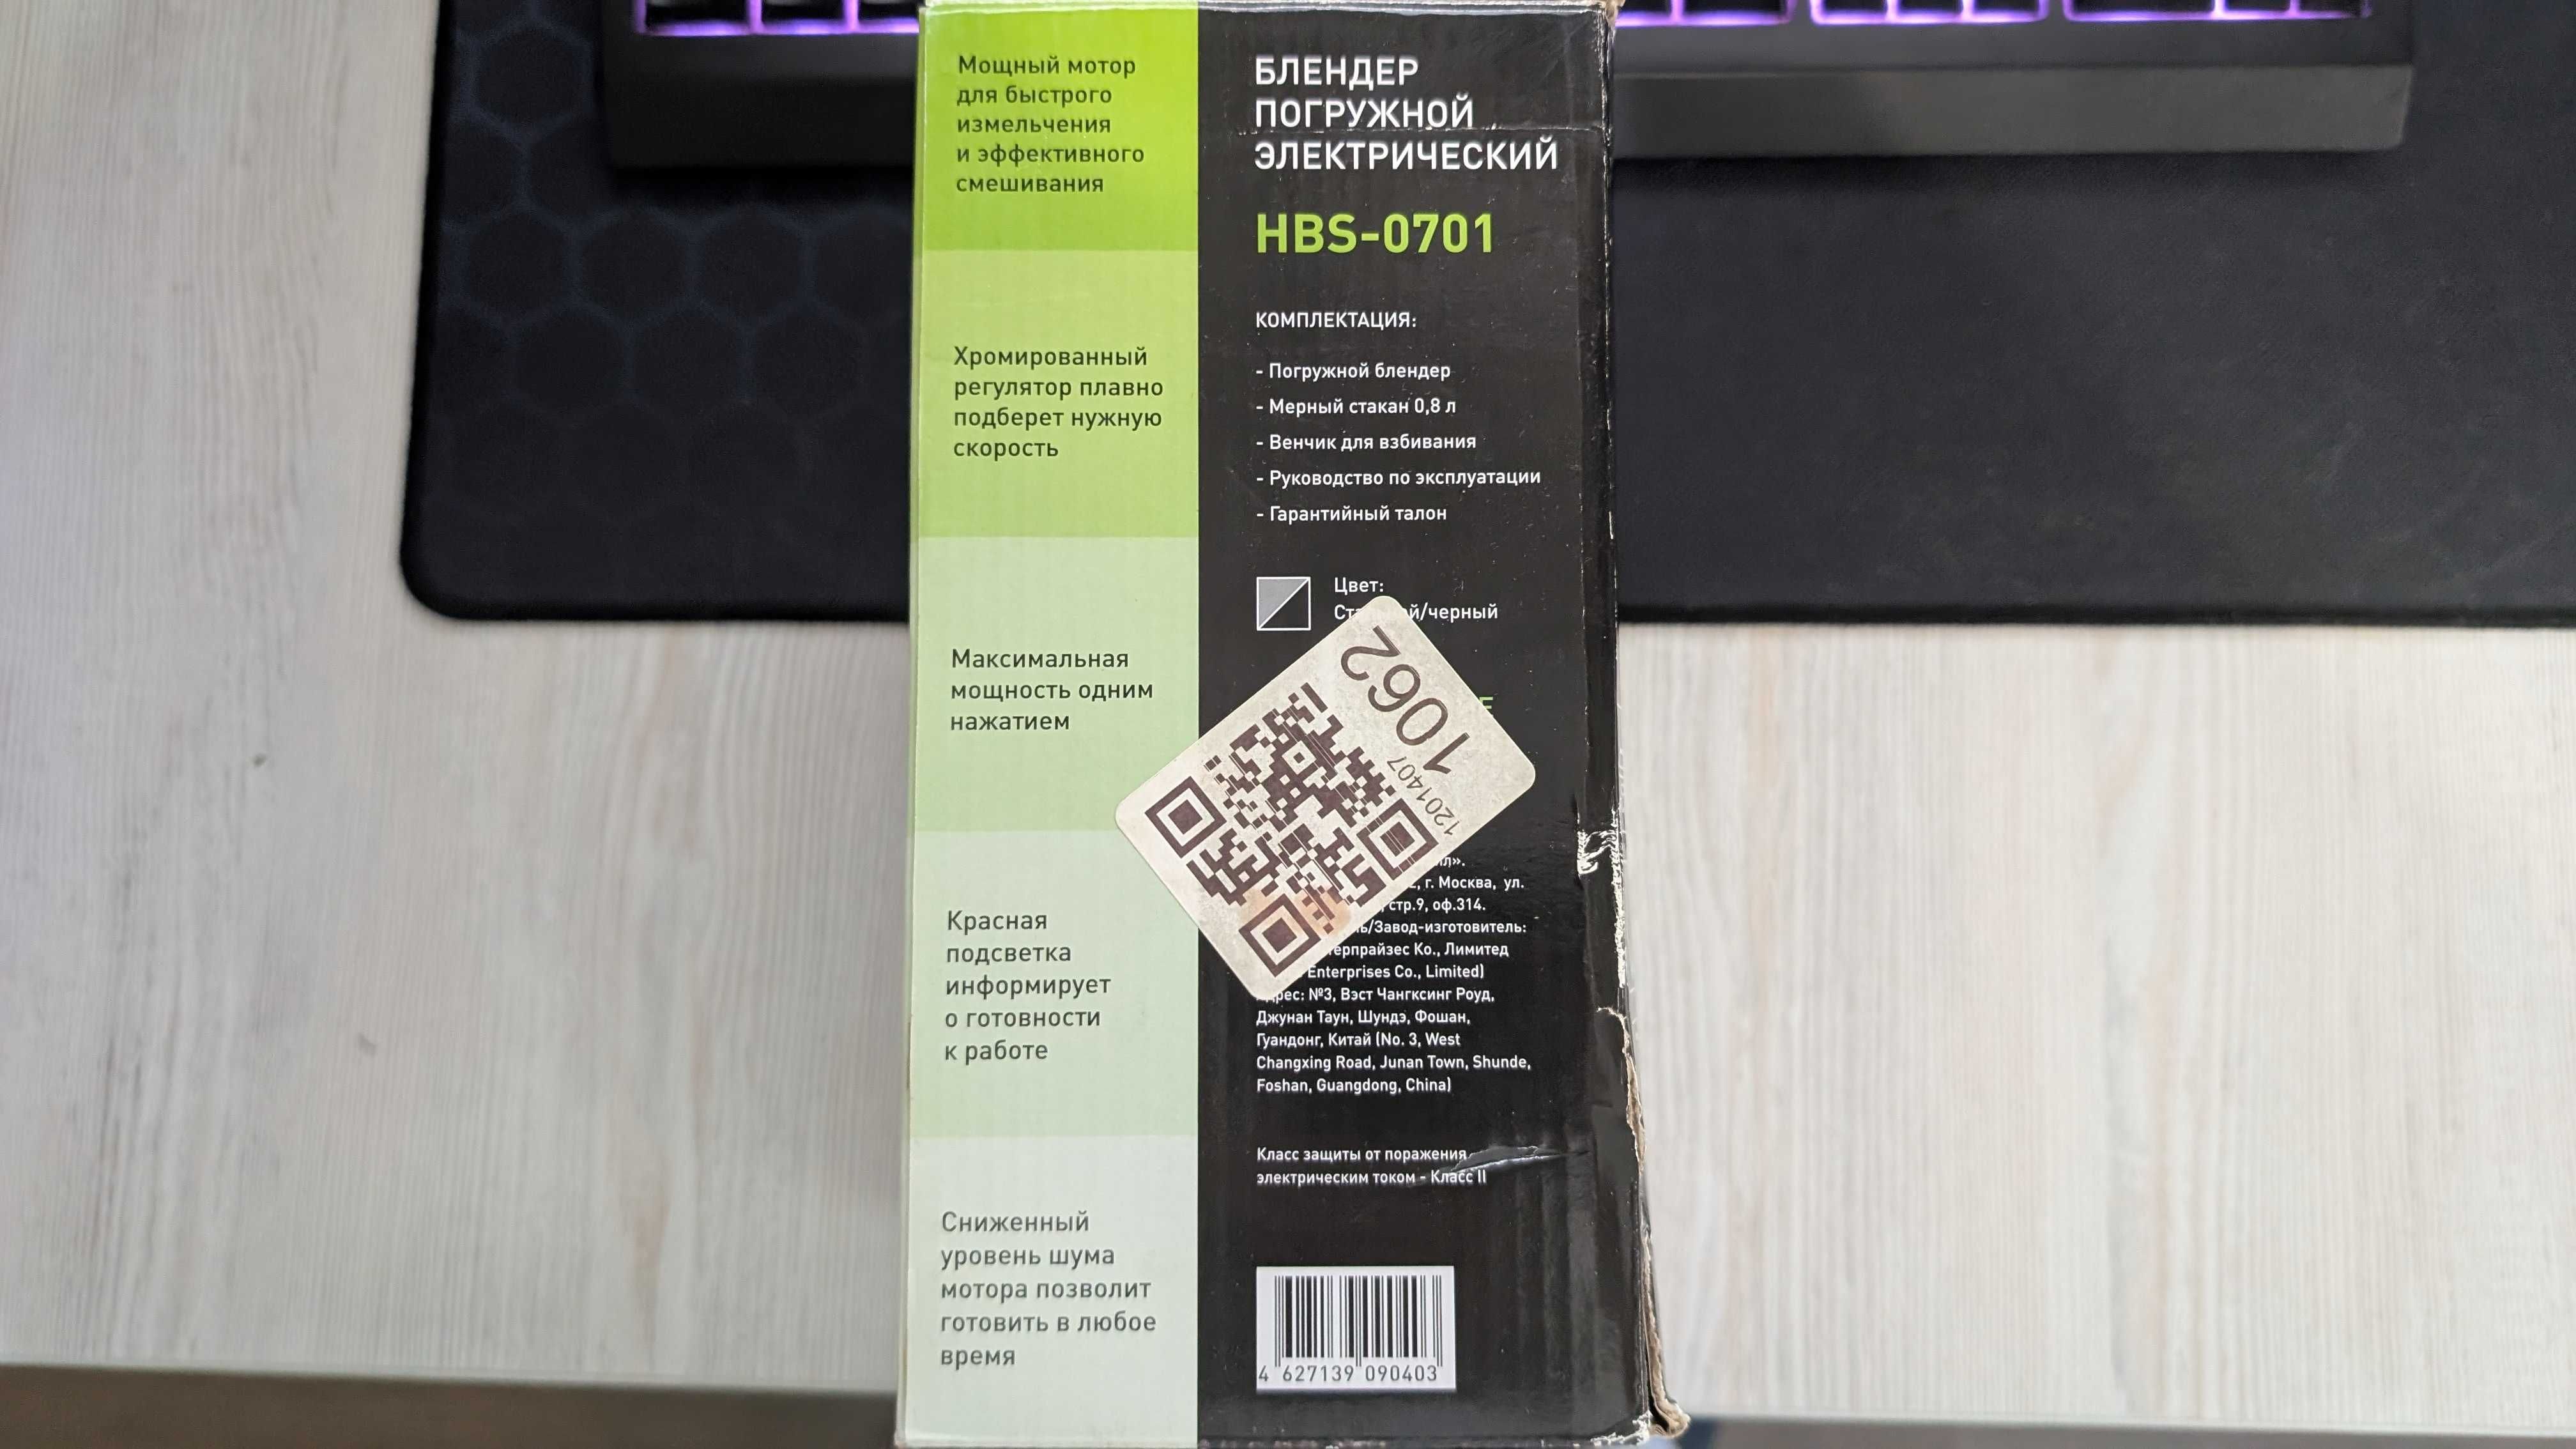 Мощный мотор
для быстрого
измельчения
и эффективного
смешивания
Хромированный
регулятор плавно
подберет нужную
скорость
Максимальная
мощность одним
нажатием
Красная
подсветка
информирует
о готовности
к работе
Сниженный
уровень шума
мотора позволит
готовить в любое
время
БЛЕНДЕР
ПОГРУЖНОЙ
ЭЛЕКТРИЧЕСКИЙ
HBS-0701
КОМПЛЕКТАЦИЯ:
- Погружной блендер
- Мерный стакан 0,8 л
- Венчик для взбивания
- Руководство по эксплуатации
- Гарантийный талон
Цвет:
/черный
1062
1201407
г. Москва, ул.
стр.9, оф.314.
/Завод-изготовитель:
Ко., Лимитед
Enterprises Co., Limited)
№3, Вэст Чангксинг Роуд,
Джунан Таун, Шундэ, Фошан,
Гуандонг, Китай (No. 3, West
Changxing Road, Junan Town, Shunde,
Foshan, Guangdong, China)
Класс защиты от поражения
электрическим током - Класс II
4 627139 090403